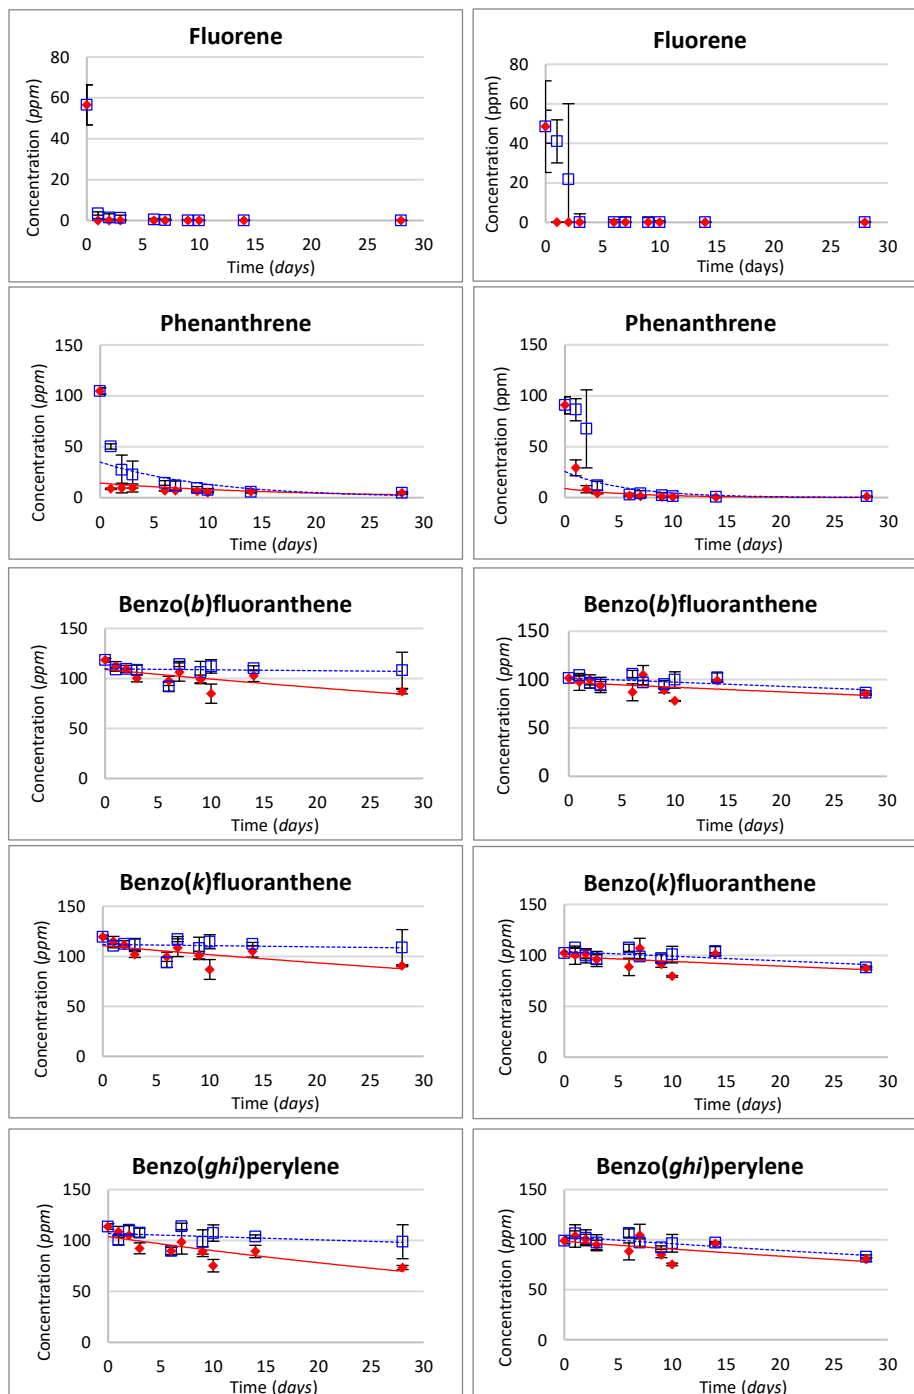 Fluorene
80
60
40
20
0
0 5 10 15 20 25 30
Concentration (ppm)
Time (days)
Fluorene
80
60
40
20
0
0 5 10 15 20 25 30
Concentration (ppm)
Time (days)
Phenanthrene
150
100
50
0
0 5 10 15 20 25 30
Concentration (ppm)
Time (days)
Phenanthrene
150
100
50
0
0 5 10 15 20 25 30
Concentration (ppm)
Time (days)
Benzo(b)fluoranthene
150
100
50
0
0 5 10 15 20 25 30
Concentration (ppm)
Time (days)
Benzo(b)fluoranthene
150
100
50
0
0 5 10 15 20 25 30
Concentration (ppm)
Time (days)
Benzo(k)fluoranthene
150
100
50
0
0 5 10 15 20 25 30
Concentration (ppm)
Time (days)
Benzo(k)fluoranthene
150
100
50
0
0 5 10 15 20 25 30
Concentration (ppm)
Time (days)
Benzo(ghi)perylene
150
100
50
0
0 5 10 15 20 25 30
Concentration (ppm)
Time (days)
Benzo(ghi)perylene
150
100
50
0
0 5 10 15 20 25 30
Concentration (ppm)
Time (days)